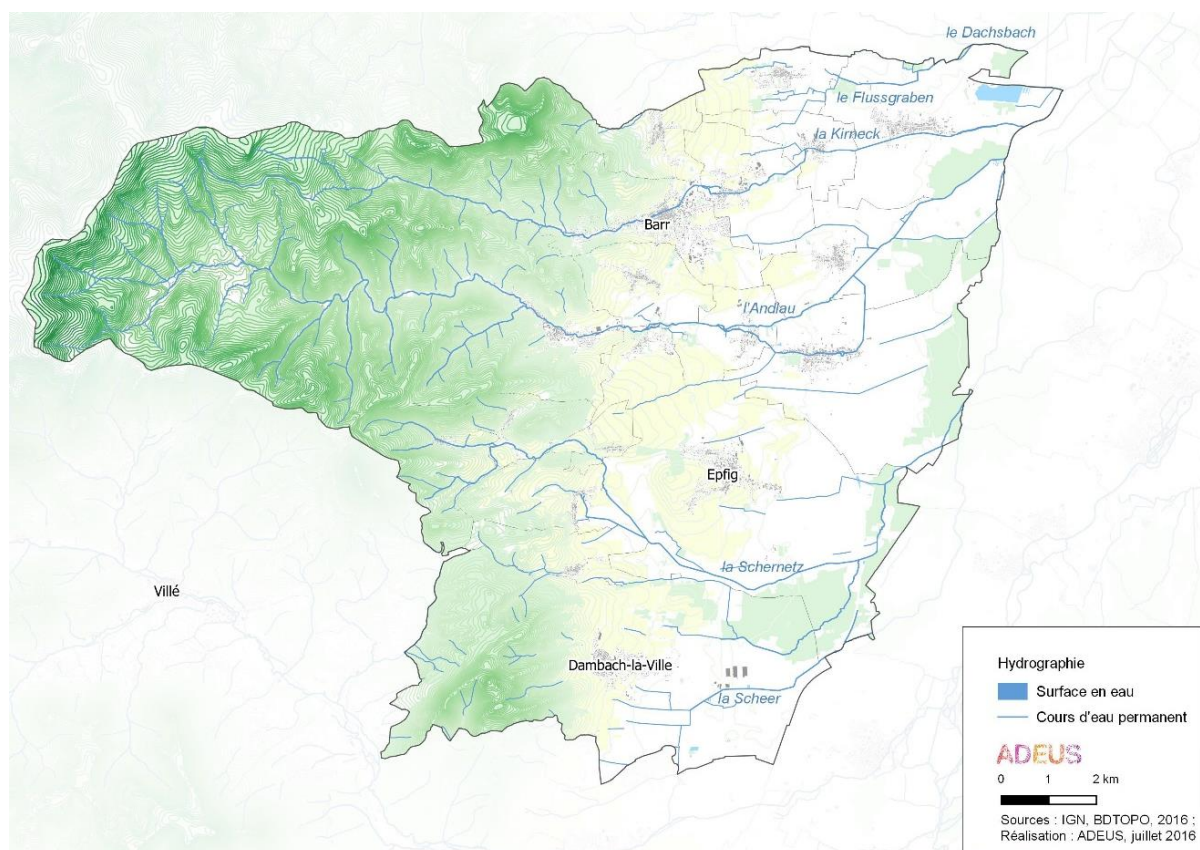 le Dachsbach
le Flussgraben
la Kirneck
Barr
l'Andlau
Epfig
la Schernetz
Villé
Dambach-la-Ville
la Scheer
Hydrographie
Surface en eau
Cours d'eau permanent
ADEUS
0 1 2 km
Sources : IGN, BDTOPO, 2016 ;
Réalisation : ADEUS, juillet 2016